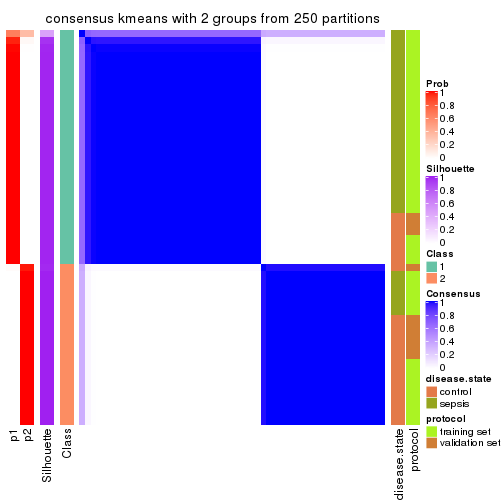 consensus kmeans with 2 groups from 250 partitions
Prob
1
0.8
0.6
0.4
0.2
0
Silhouette
1
0.8
0.6
0.4
0.2
0
Class
1
2
Consensus
1
0.8
0.6
0.4
0.2
0
disease.state
control
sepsis
protocol
training set
validation set
p1
p2
Silhouette
Class
disease.state
protocol